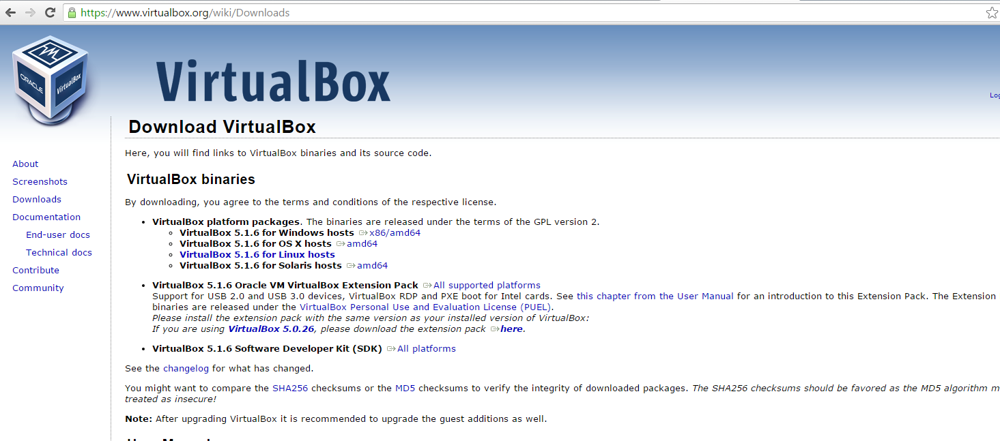 https://www.virtualbox.org/wiki/Downloads
ORACLE
VirtualBox
VirtualBox
Download VirtualBox
Here, you will find links to VirtualBox binaries and its source code.
About
Screenshots
Downloads
Documentation
End-user docs
Technical docs
Contribute
Community
VirtualBox binaries
By downloading, you agree to the terms and conditions of the respective license.
• VirtualBox platform packages. The binaries are released under the terms of the GPL version 2.
VirtualBox 5.1.6 for Windows hosts x86/amd64
VirtualBox 5.1.6 for OS X hosts amd64
VirtualBox 5.1.6 for Linux hosts
VirtualBox 5.1.6 for Solaris hosts amd64
• VirtualBox 5.1.6 Oracle VM VirtualBox Extension Pack All supported platforms
Support for USB 2.0 and USB 3.0 devices, VirtualBox RDP and PXE boot for Intel cards. See this chapter from the User Manual for an introduction to this Extension Pack. The Extension
binaries are released under the VirtualBox Personal Use and Evaluation License (PUEL).
Please install the extension pack with the same version as your installed version of VirtualBox:
If you are using VirtualBox 5.0.26, please download the extension pack here.
• VirtualBox 5.1.6 Software Developer Kit (SDK) All platforms
See the changelog for what has changed.
You might want to compare the SHA256 checksums or the MD5 checksums to verify the integrity of downloaded packages. The SHA256 checksums should be favored as the MD5 algorithm m
treated as insecure!
Note: After upgrading VirtualBox it is recommended to upgrade the guest additions as well.